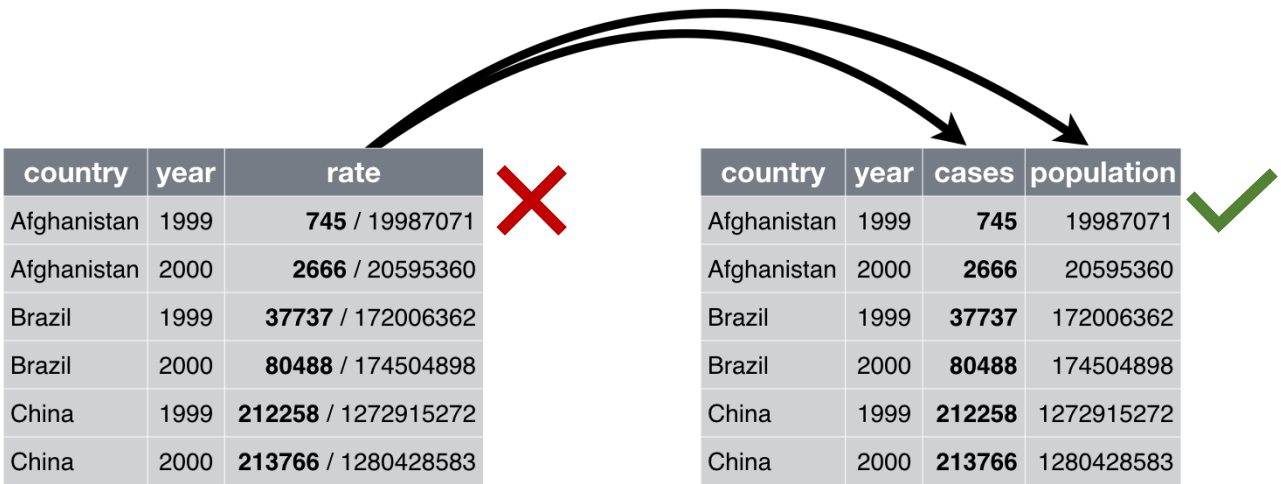 country year rate
Afghanistan 1999 745 / 19987071
Afghanistan 2000 2666 / 20595360
Brazil 1999 37737 / 172006362
Brazil 2000 80488 / 174504898
China 1999 212258 / 1272915272
China 2000 213766 / 1280428583
country year cases population
Afghanistan 1999 745 19987071
Afghanistan 2000 2666 20595360
Brazil 1999 37737 172006362
Brazil 2000 80488 174504898
China 1999 212258 1272915272
China 2000 213766 1280428583